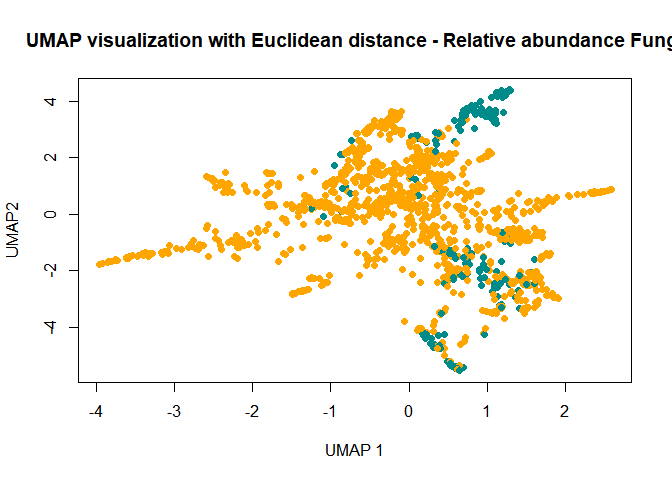 UMAP visualization with Euclidean distance - Relative abundance Fung
4
2
0
-2
-4
UMAP2
-4 -3 -2 -1 0 1 2
UMAP 1